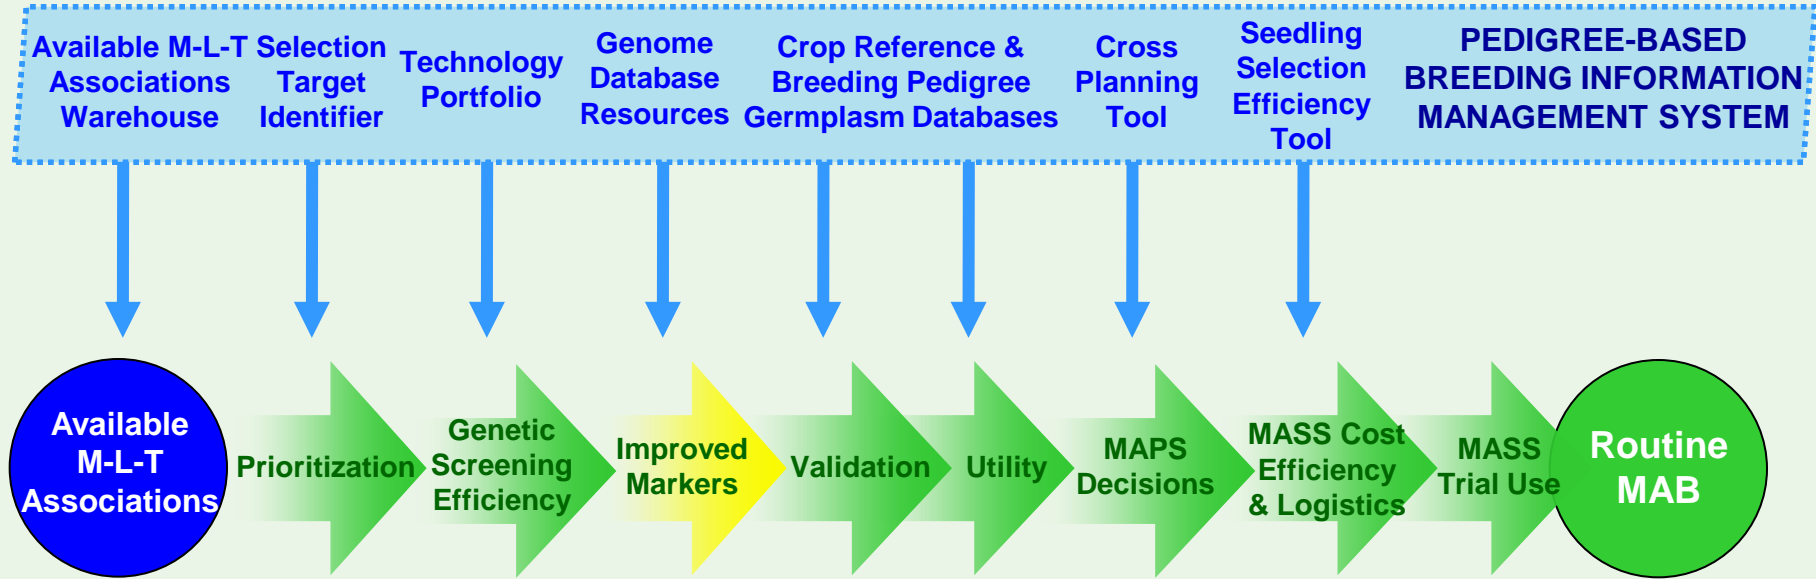 Available M-L-T
Associations
Warehouse
Selection
Target
Identifier
Technology
Portfolio
Genome
Database
Resources
Crop Reference &
Breeding Pedigree
Germplasm Databases
Cross
Planning
Tool
Seedling
Selection
Efficiency
Tool
PEDIGREE-BASED
BREEDING INFORMATION
MANAGEMENT SYSTEM
Available
M-L-T
Associations
Prioritization
Genetic
Screening
Efficiency
Improved
Markers
Validation
Utility
MAPS
Decisions
MASS Cost
Efficiency
& Logistics
MASS
Trial Use
Routine
MAB